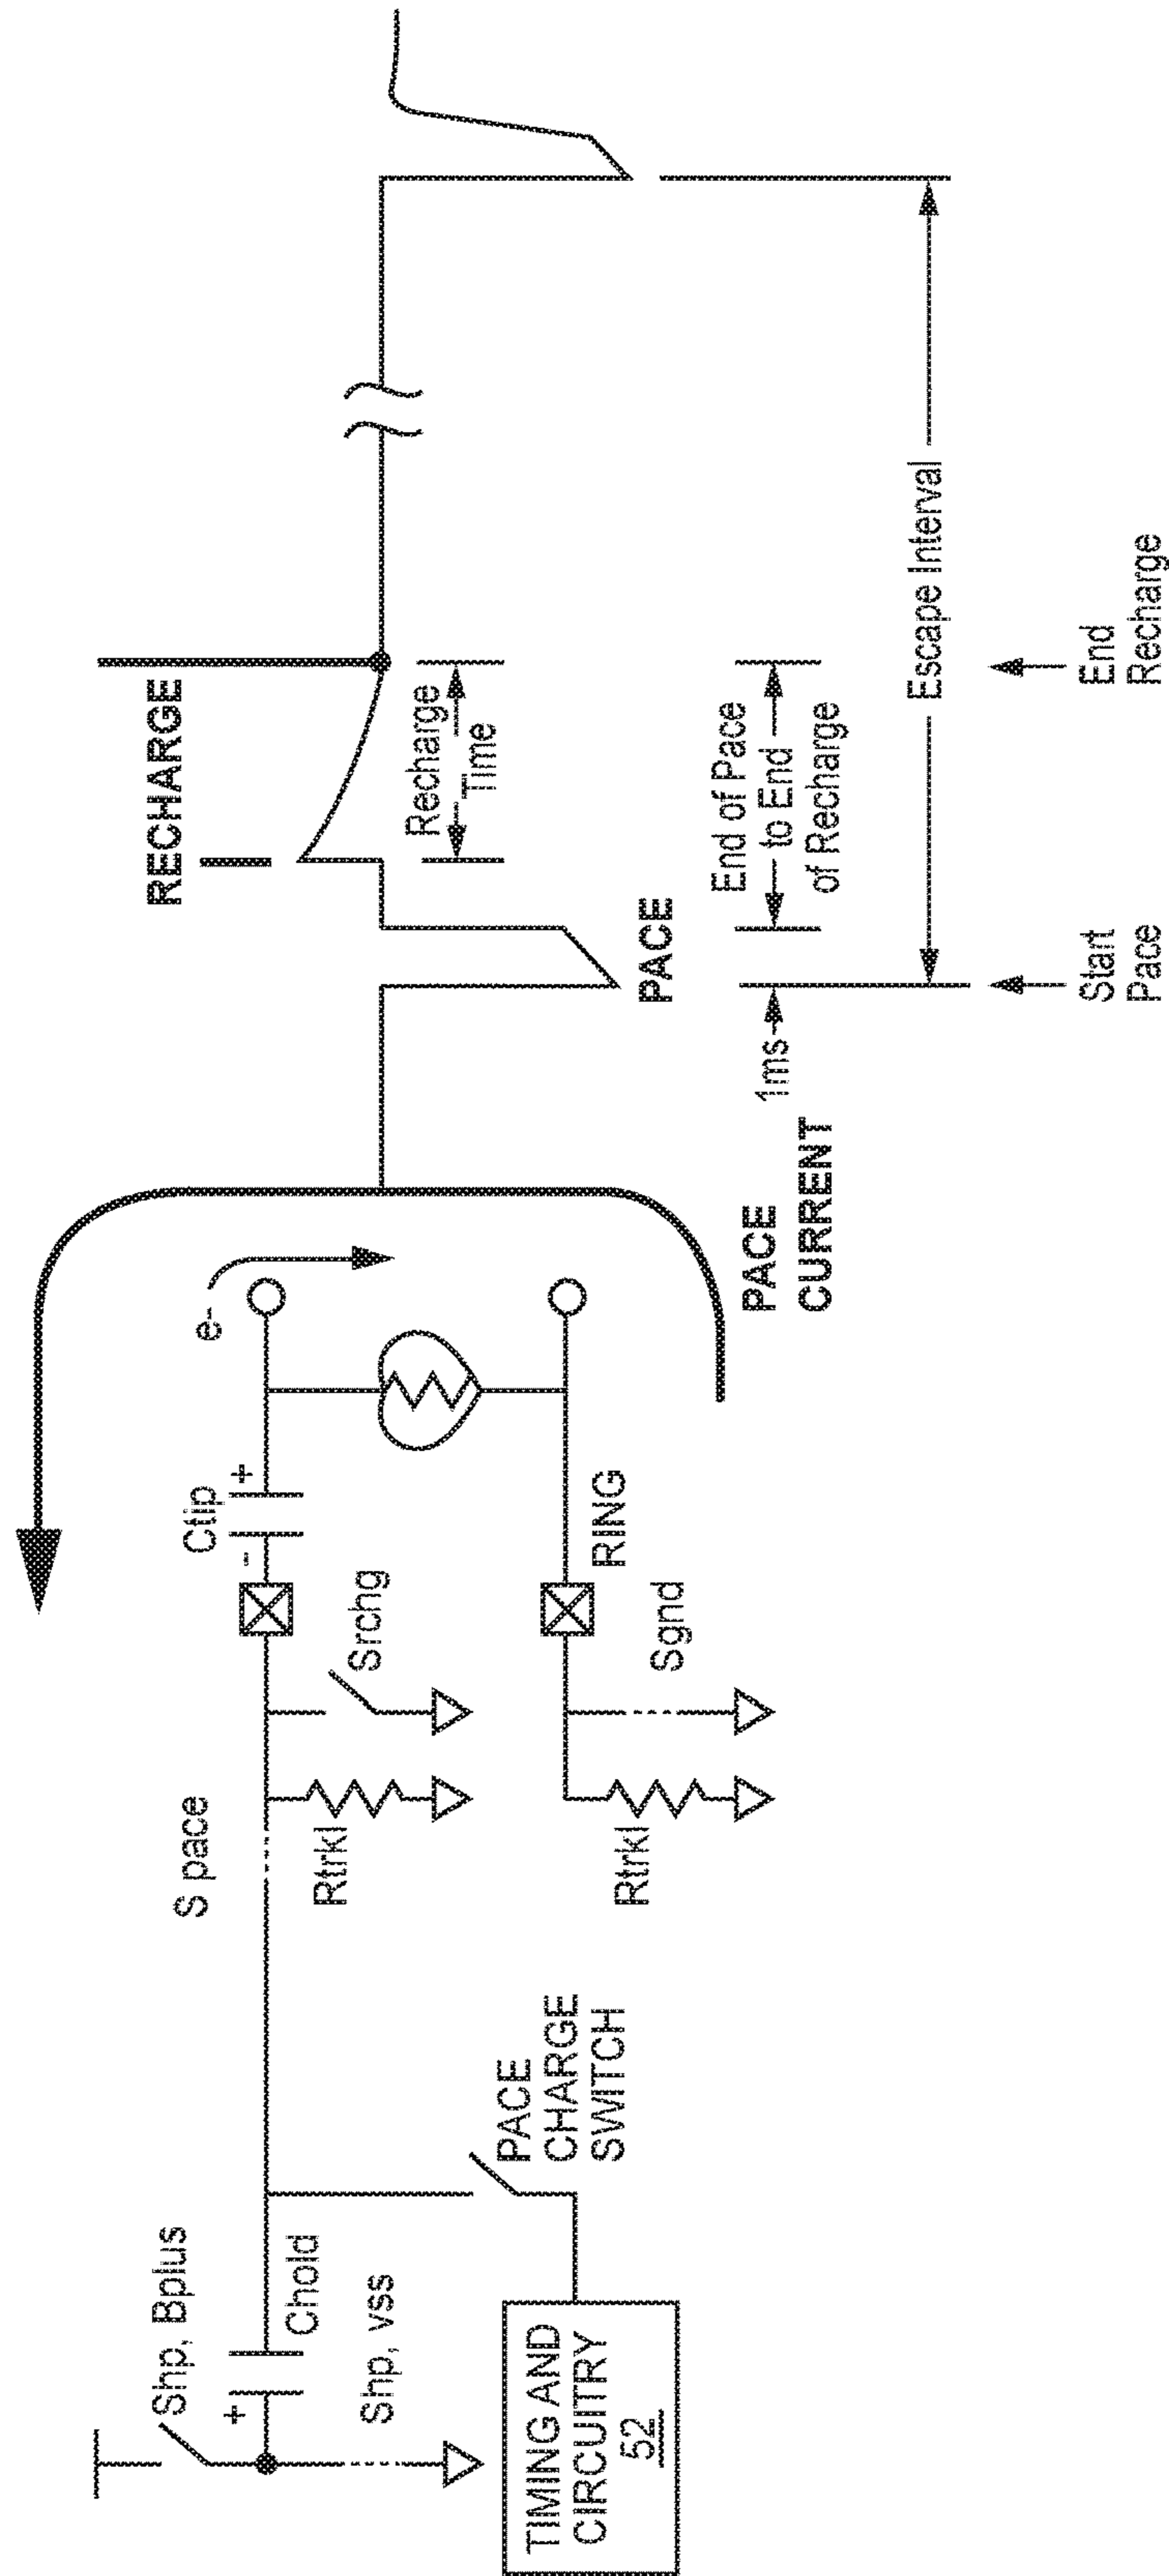 Shp, Bplus
+
Chold
Shp, vss
TIMING AND
CIRCUITRY
52
PACE
CHARGE
SWITCH
S pace
Rtrkl
Srchg
Ctip
-
+
e-
Rtrkl
Sgnd
RING
PACE
CURRENT
RECHARGE
Recharge
Time
PACE
1ms
End of Pace
to End
of Recharge
Escape Interval
Start
Pace
End
Recharge